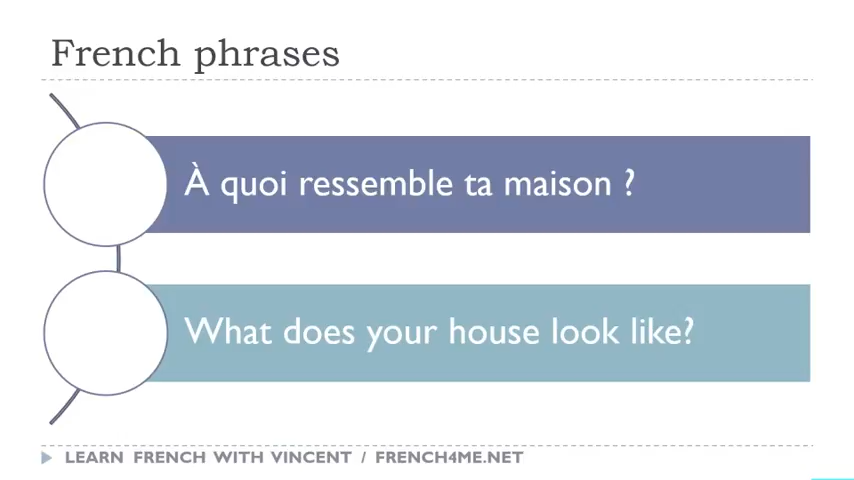 French phrases
À quoi ressemble ta maison ?
What does your house look like?
LEARN FRENCH WITH VINCENT / FRENCH4ME.NET